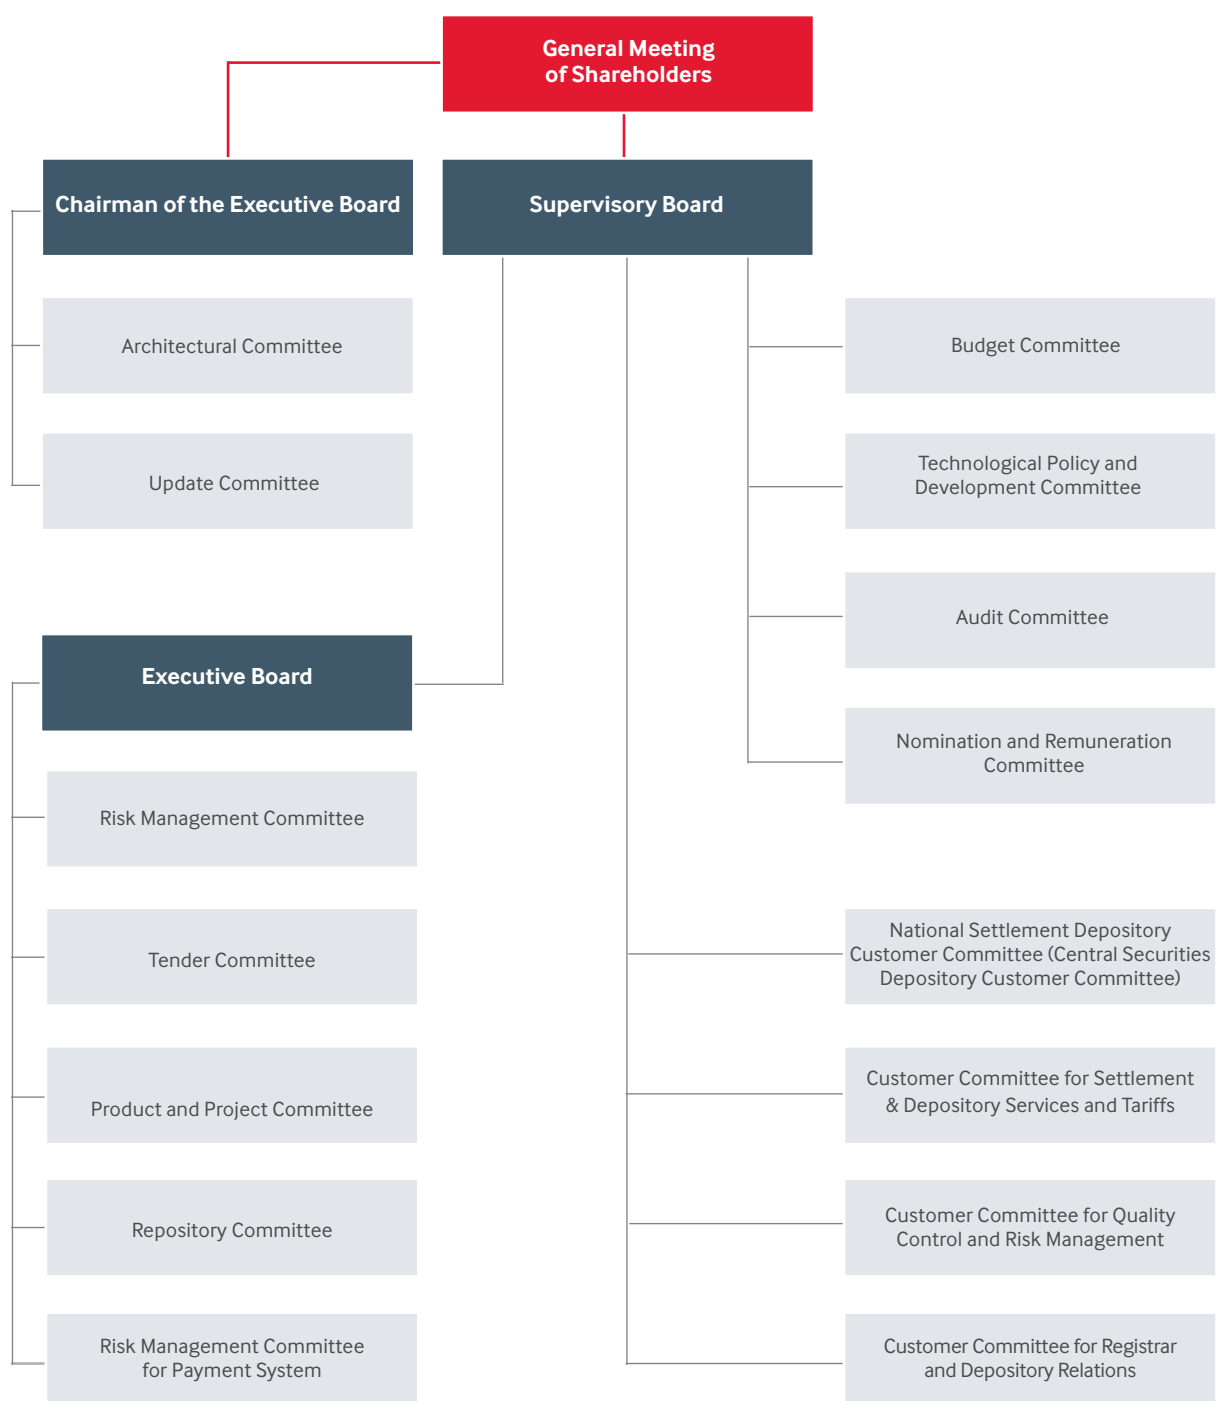 General Meeting
of Shareholders
Chairman of the Executive Board
Supervisory Board
Architectural Committee
Budget Committee
Update Committee
Technological Policy and
Development Committee
Audit Committee
Executive Board
Nomination and Remuneration
Committee
Risk Management Committee
Tender Committee
National Settlement Depository
Customer Committee (Central Securities
Depository Customer Committee)
Product and Project Committee
Customer Committee for Settlement
& Depository Services and Tariffs
Repository Committee
Customer Committee for Quality
Control and Risk Management
Risk Management Committee
for Payment System
Customer Committee for Registrar
and Depository Relations